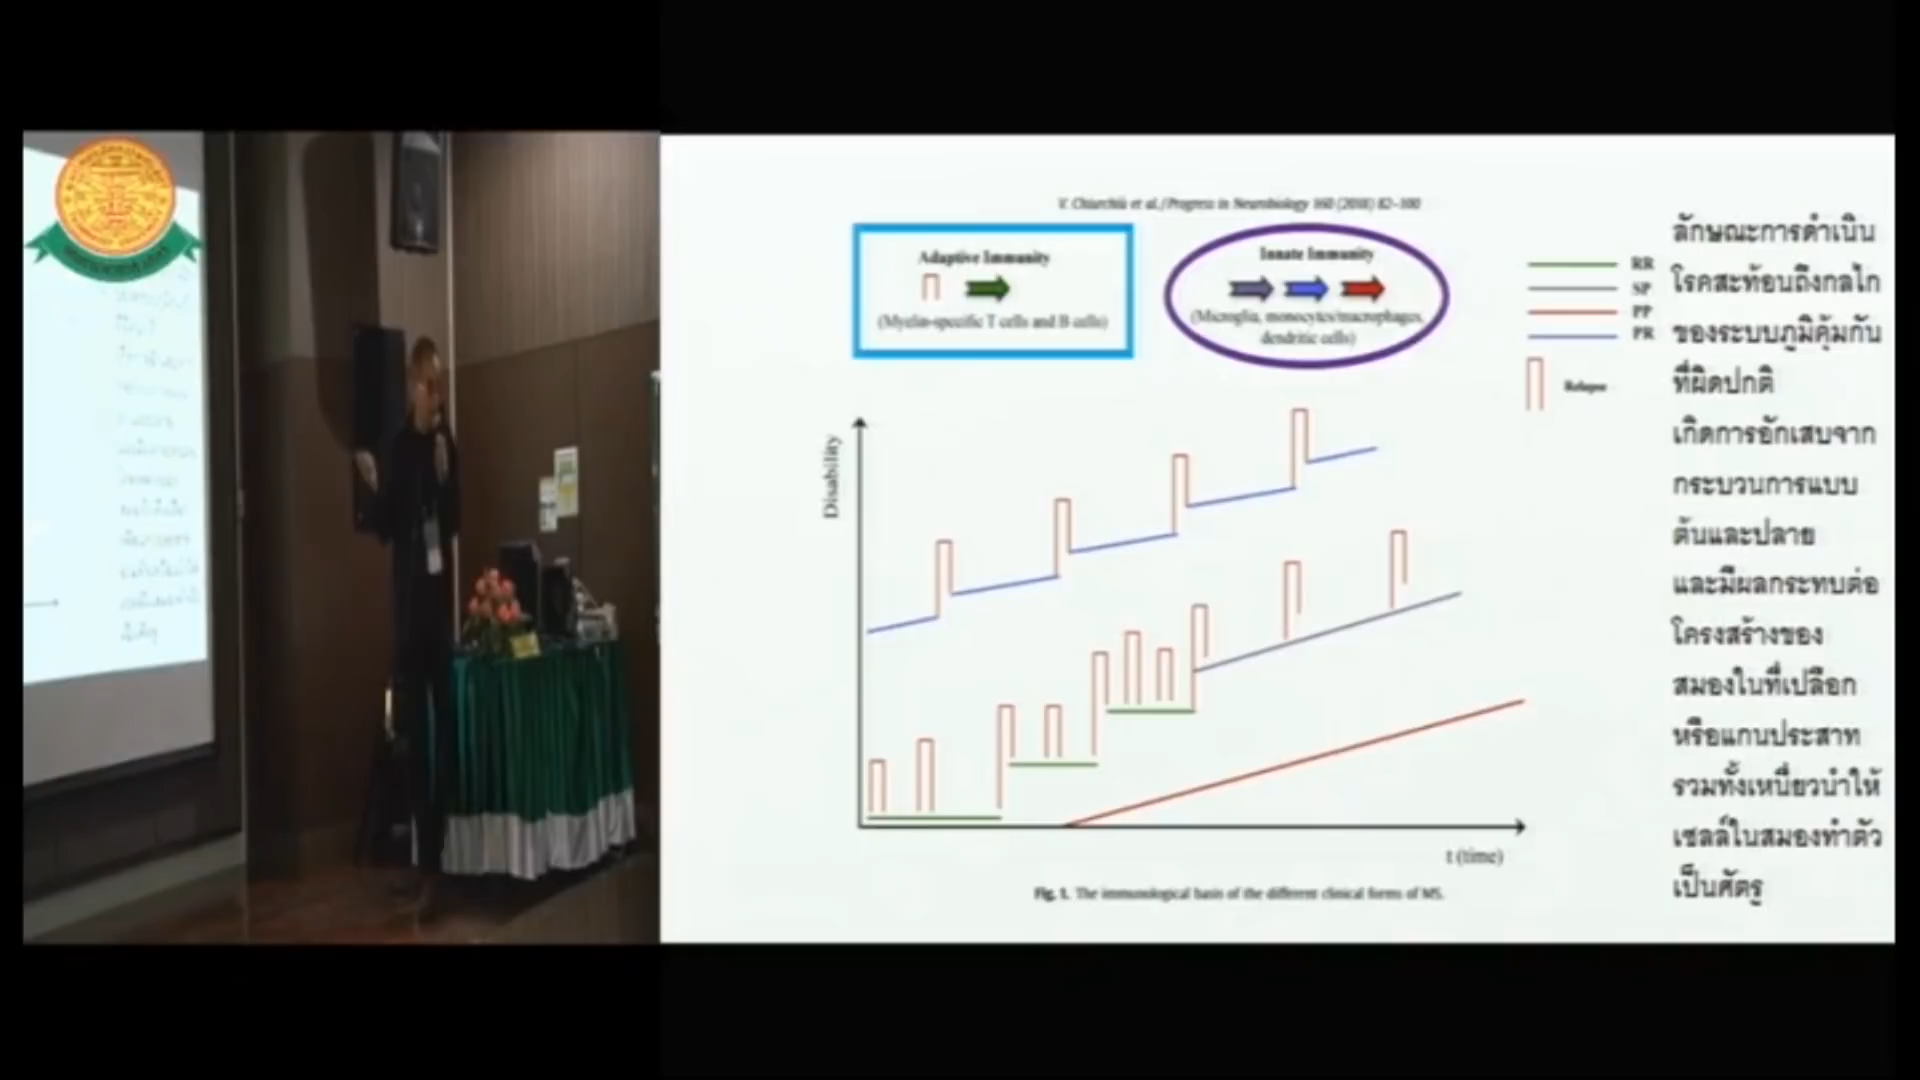 V. Chiurchiù et al./Progress in Neurobiology 160 (2018) 82–100
Adaptive Immunity
(Myelin-specific T cells and B cells)
Innate Immunity
(Microglia, monocytes/macrophages,
dendritic cells)
RR
SP
PP
PR
Relapse
Disability
t (time)
Fig. 1. The immunological basis of the different clinical forms of MS.
ลักษณะการดำเนิน
โรคสะท้อนถึงกลไก
ของระบบภูมิคุ้มกัน
ที่ผิดปกติ
เกิดการอักเสบจาก
กระบวนการแบบ
ต้นและปลาย
และมีผลกระทบต่อ
โครงสร้างของ
สมองในที่เปลือก
หรือแกนประสาท
รวมทั้งเหนี่ยวนำให้
เซลล์ในสมองทำตัว
เป็นศัตรู